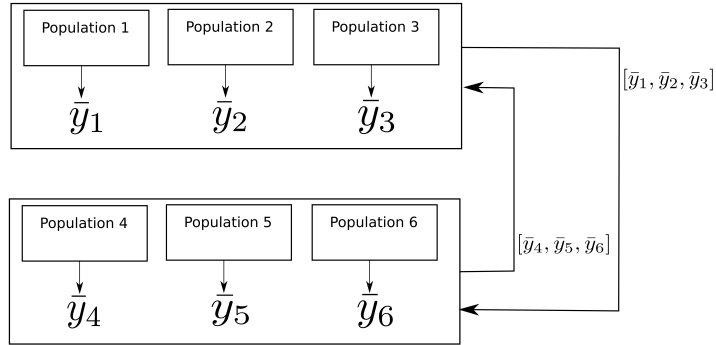 Population 1 Population 2 Population 3
ȳ₁ ȳ₂ ȳ₃
[ȳ₁, ȳ₂, ȳ₃]
Population 4 Population 5 Population 6
[ȳ₄, ȳ₅, ȳ₆]
ȳ₄ ȳ₅ ȳ₆